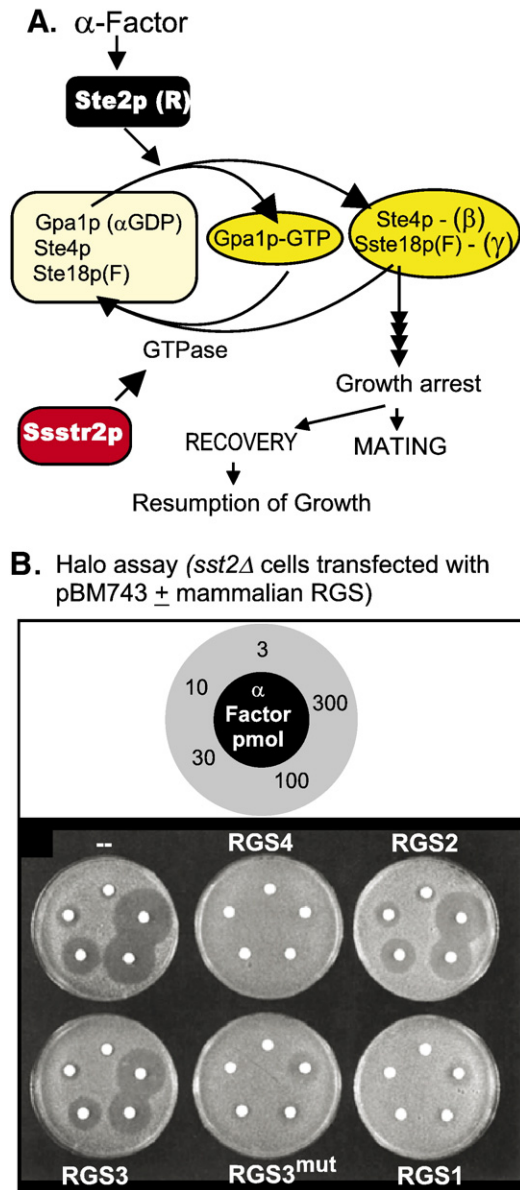 A.
α-Factor
Ste2p (R)
Gpa1p (αGDP)
Ste4p
Ste18p(F)
Gpa1p-GTP
Ste4p - (β)
Sste18p(F) - (γ)
GTPase
Ssstr2p
Growth arrest
RECOVERY
MATING
Resumption of Growth
B. Halo assay (sst2Δ cells transfected with
pBM743 ± mammalian RGS)
3
10
300
30
100
α
Factor
pmol
--
RGS4
RGS2
RGS3
RGS3mut
RGS1